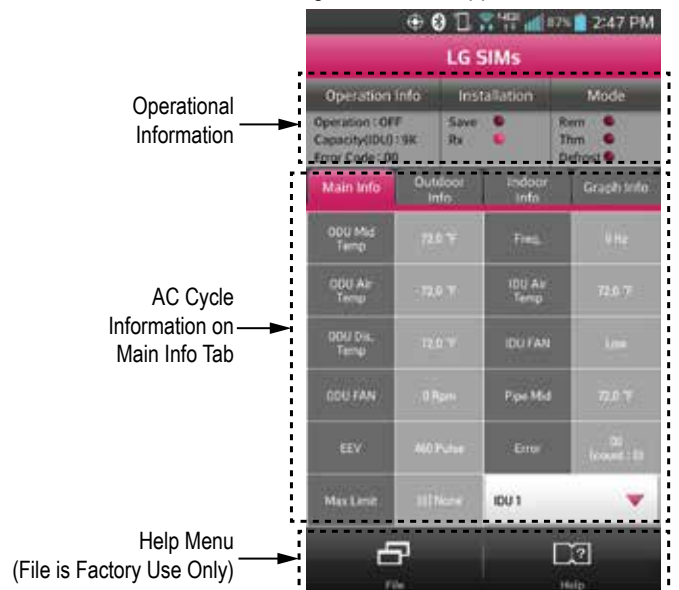 87% 2:47 PM
LG SIMs
Operational
Information
Operation Info Installation Mode
Operation : OFF Save Rem
Capacity(IDU) : 9K Rx Thm
Error Code : 00 Defrost
AC Cycle
Information on
Main Info Tab
Main Info Outdoor Info Indoor Info Graph Info
ODU Mid Temp 72.0 °F Freq. 0 Hz
ODU Air Temp 72.0 °F IDU Air Temp 72.0 °F
ODU Dis. Temp 72.0 °F IDU FAN Low
ODU FAN 0 Rpm Pipe Mid 72.0 °F
EEV 460 Pulse Error
Max Limit None IDU 1
Help Menu
(File is Factory Use Only)
File Help